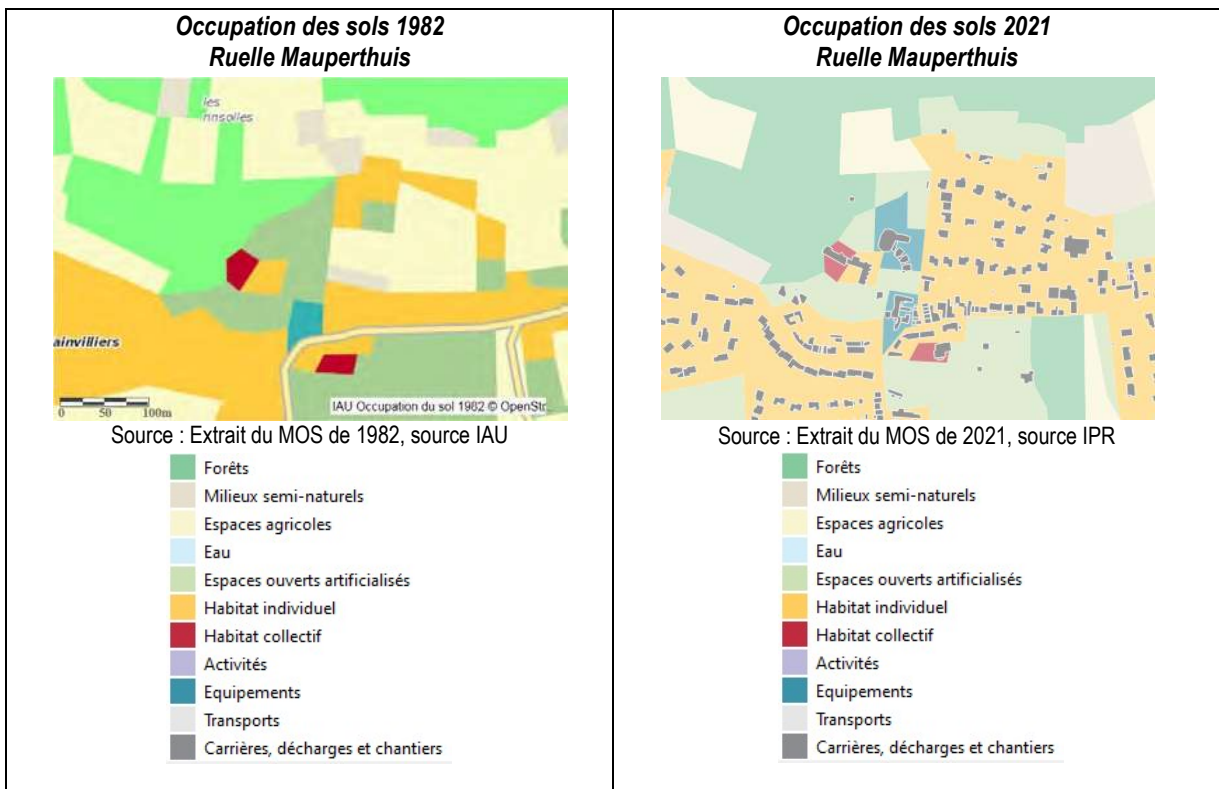 Occupation des sols 1982
Ruelle Mauperthuis
les
ainvilliers
0 50 100m
IAU Occupation du sol 1982 © OpenStr...
Source : Extrait du MOS de 1982, source IAU
Forêts
Milieux semi-naturels
Espaces agricoles
Eau
Espaces ouverts artificialisés
Habitat individuel
Habitat collectif
Activités
Equipements
Transports
Carrières, décharges et chantiers
Occupation des sols 2021
Ruelle Mauperthuis
Source : Extrait du MOS de 2021, source IPR
Forêts
Milieux semi-naturels
Espaces agricoles
Eau
Espaces ouverts artificialisés
Habitat individuel
Habitat collectif
Activités
Equipements
Transports
Carrières, décharges et chantiers